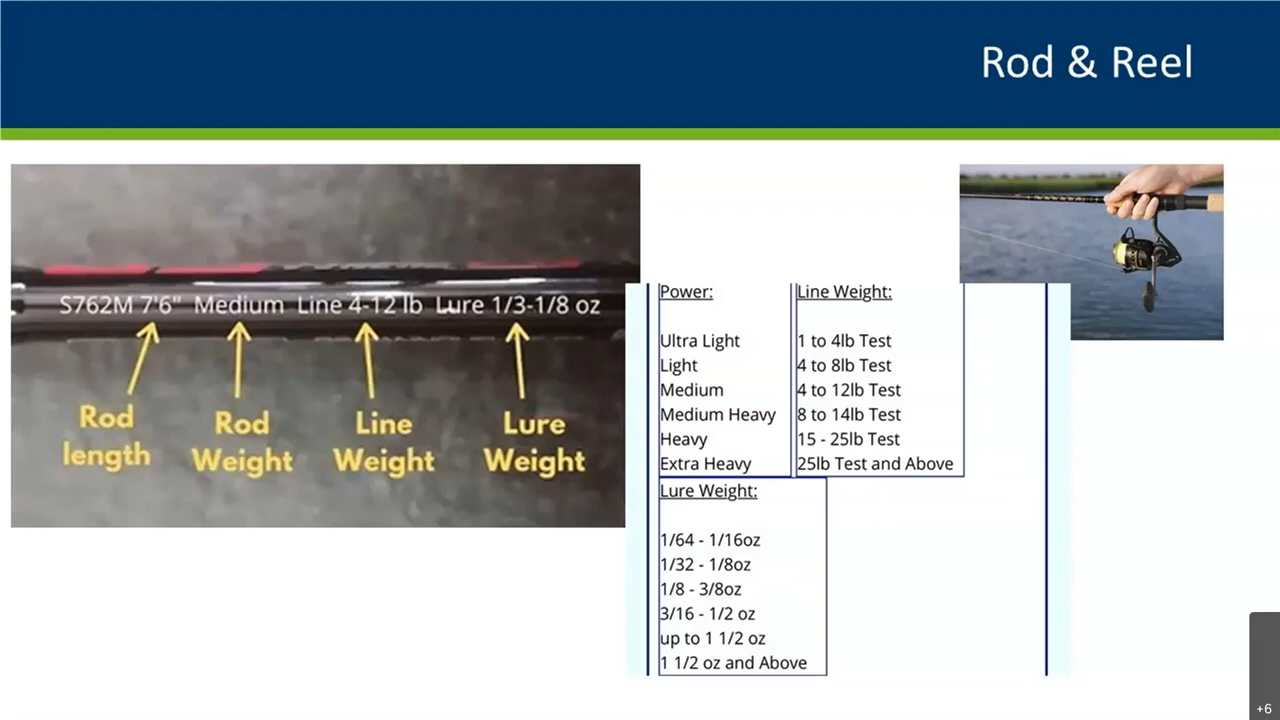 Rod & Reel
S762M 7'6" Medium Line 4-12 lb Lure 1/3-1/8 oz
Rod length
Rod Weight
Line Weight
Lure Weight
Power:
Ultra Light
Light
Medium
Medium Heavy
Heavy
Extra Heavy
Line Weight:
1 to 4lb Test
4 to 8lb Test
4 to 12lb Test
8 to 14lb Test
15 - 25lb Test
25lb Test and Above
Lure Weight:
1/64 - 1/16oz
1/32 - 1/8oz
1/8 - 3/8oz
3/16 - 1/2 oz
up to 1 1/2 oz
1 1/2 oz and Above
+6